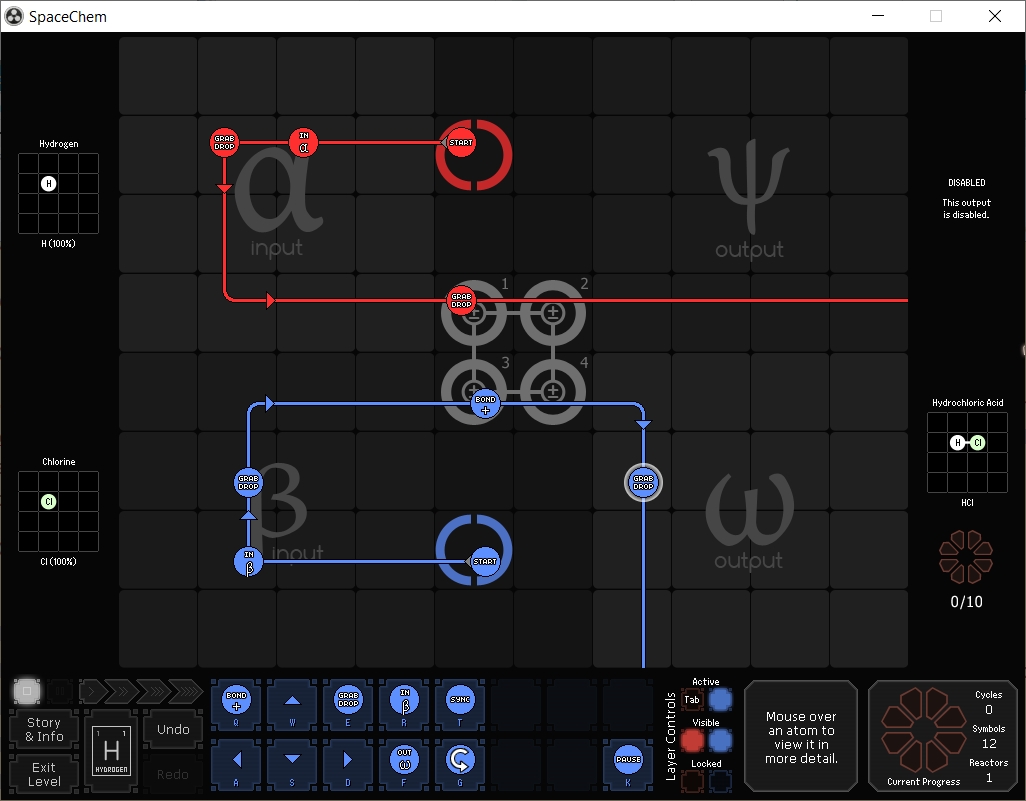 SpaceChem
Hydrogen
H
H (100%)
Chlorine
Cl
Cl (100%)
GRAB
DROP
IN
α
START
α
input
ψ
output
GRAB
DROP
1
2
±
±
3
4
±
±
BOND
+
GRAB
DROP
GRAB
DROP
β
input
IN
β
START
ω
output
DISABLED
This output
is disabled.
Hydrochloric Acid
H Cl
HCl
0/10
Story
& Info
Exit
Level
1 1
H
HYDROGEN
Undo
Redo
BOND
+
Q
W
GRAB
DROP
E
IN
β
R
SYNC
T
A
S
D
OUT
(ω)
F
G
PAUSE
K
Layer Controls
Active
Tab
Visible
Locked
Mouse over
an atom to
view it in
more detail.
Cycles
0
Symbols
12
Reactors
1
Current Progress